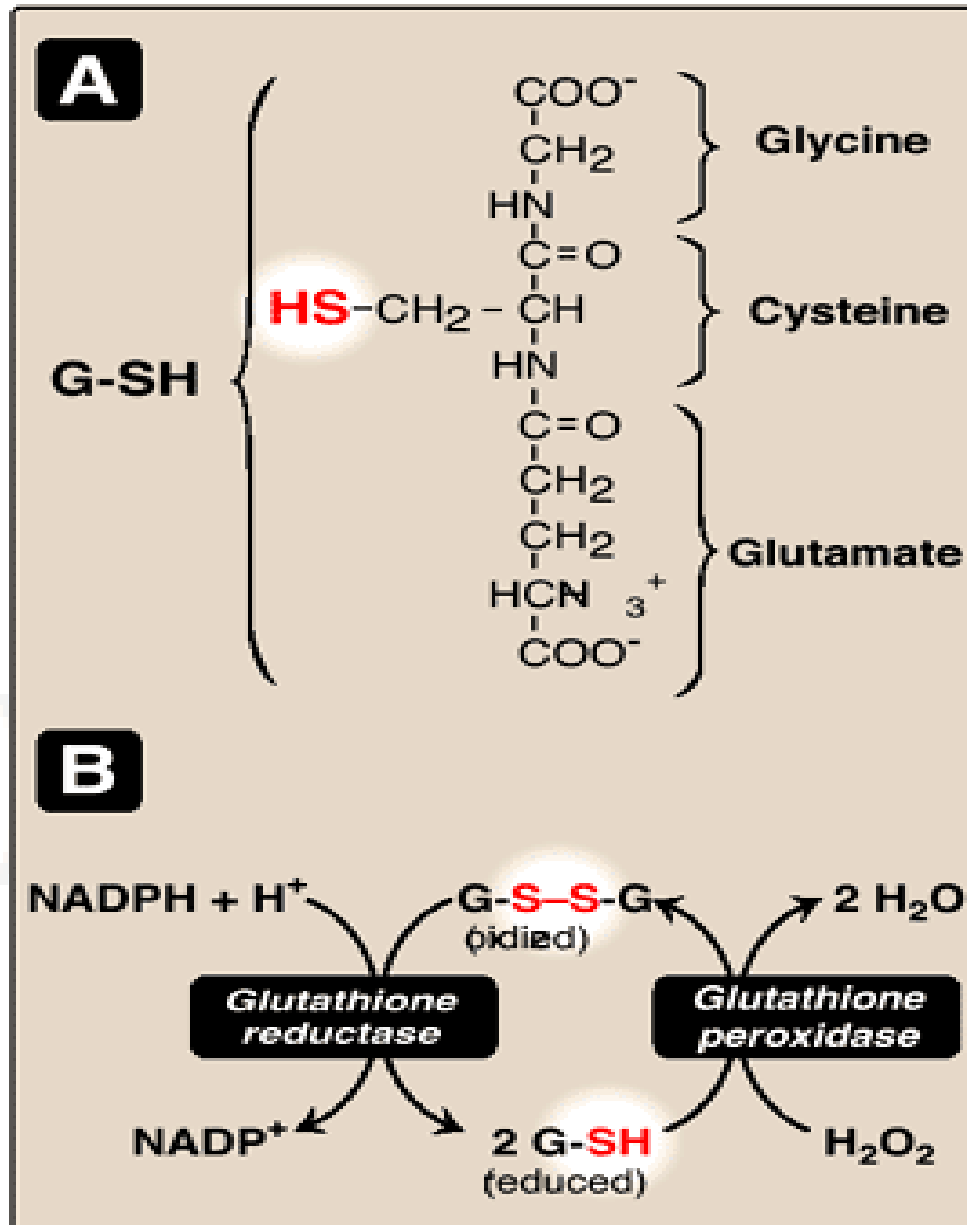 A
COO⁻
CH₂
Glycine
HN
C=O
HS-CH₂-CH
Cysteine
HN
G-SH
C=O
CH₂
CH₂
Glutamate
HCN ₃⁺
COO⁻
B
NADPH + H⁺
G-S-S-G
2 H₂O
Glutathione
reductase
Glutathione
peroxidase
NADP⁺
2 G-SH
(educed)
H₂O₂